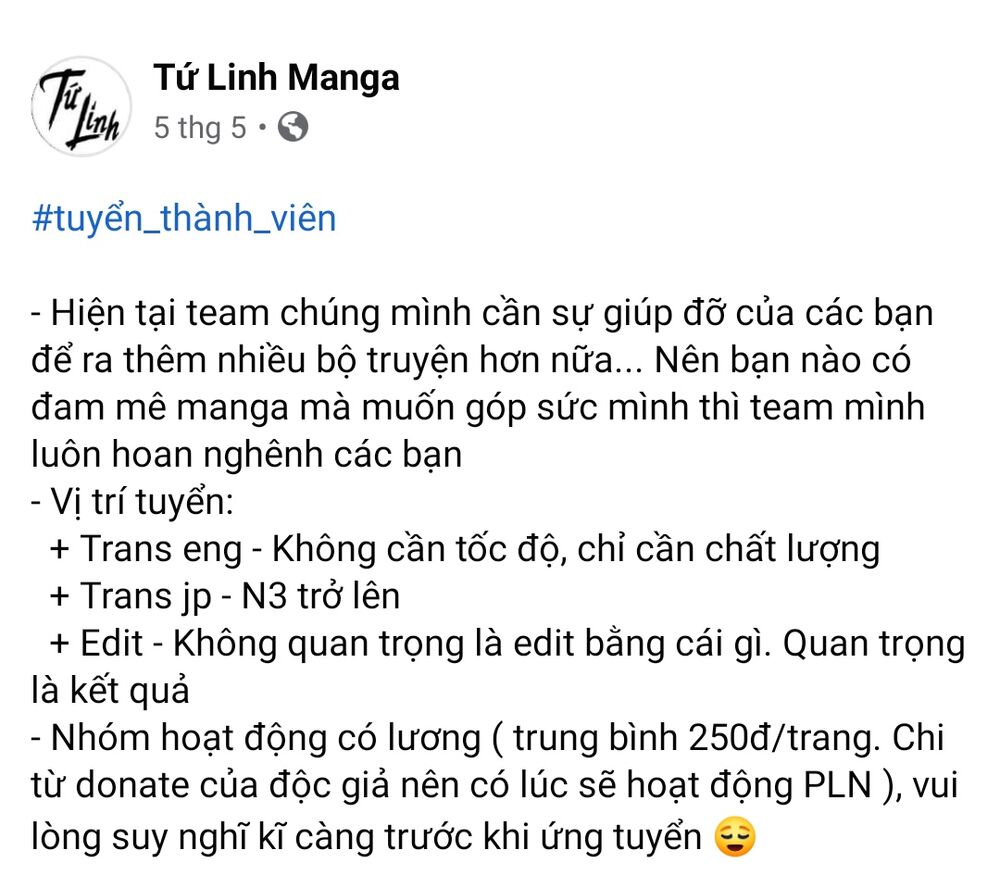 Tứ Linh
Tứ Linh Manga
5 thg 5 •
#tuyển_thành_viên
- Hiện tại team chúng mình cần sự giúp đỡ của các bạn
để ra thêm nhiều bộ truyện hơn nữa... Nên bạn nào có
đam mê manga mà muốn góp sức mình thì team mình
luôn hoan nghênh các bạn
- Vị trí tuyển:
+ Trans eng - Không cần tốc độ, chỉ cần chất lượng
+ Trans jp - N3 trở lên
+ Edit - Không quan trọng là edit bằng cái gì. Quan trọng
là kết quả
- Nhóm hoạt động có lương ( trung bình 250đ/trang. Chi
từ donate của độc giả nên có lúc sẽ hoạt động PLN ), vui
lòng suy nghĩ kĩ càng trước khi ứng tuyển 😌